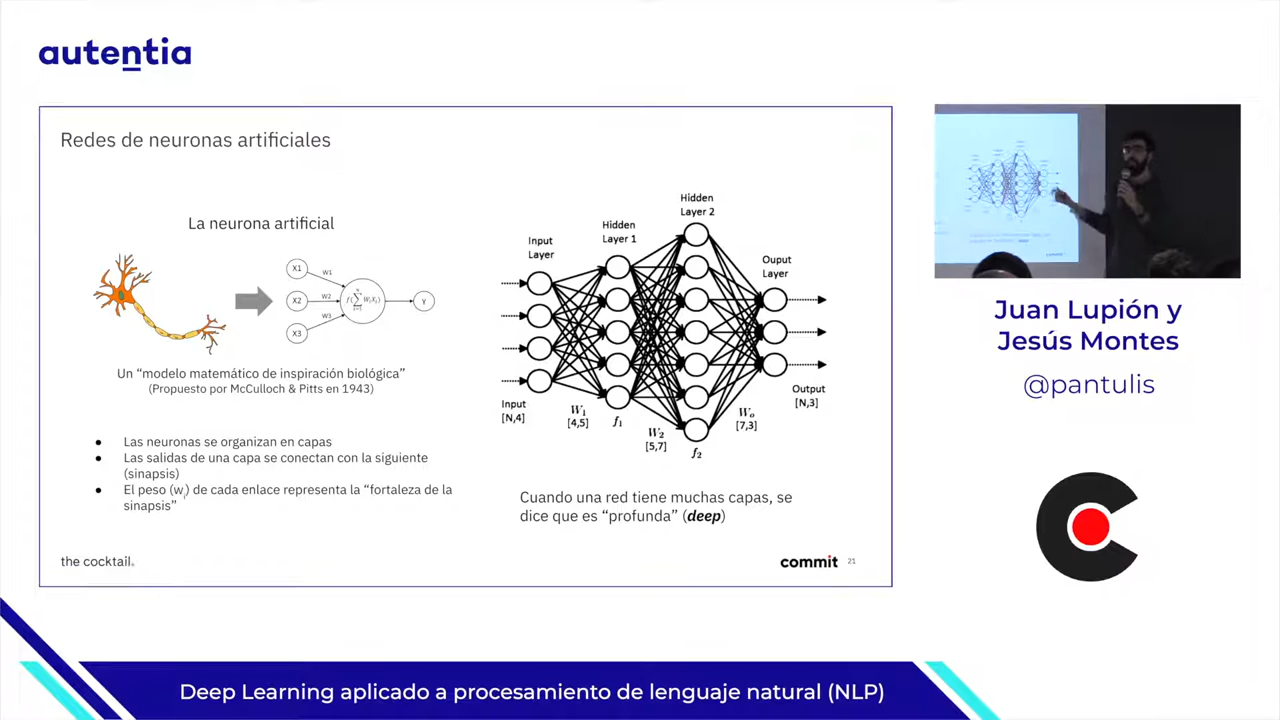 autentia
Redes de neuronas artificiales
La neurona artificial
X1
X2
X3
W1
W2
W3
Y
Un “modelo matemático de inspiración biológica”
(Propuesto por McCulloch & Pitts en 1943)
● Las neuronas se organizan en capas
● Las salidas de una capa se conectan con la siguiente
(sinapsis)
● El peso (wi) de cada enlace representa la “fortaleza de la
sinapsis”
Input
Layer
Hidden
Layer 1
Hidden
Layer 2
Ouput
Layer
Input
[N,4]
W1
[4,5]
f1
W2
[5,7]
f2
Wo
[7,3]
Output
[N,3]
Cuando una red tiene muchas capas, se
dice que es “profunda” (deep)
the cocktail.
commit
21
Juan Lupión y
Jesús Montes
@pantulis
Deep Learning aplicado a procesamiento de lenguaje natural (NLP)